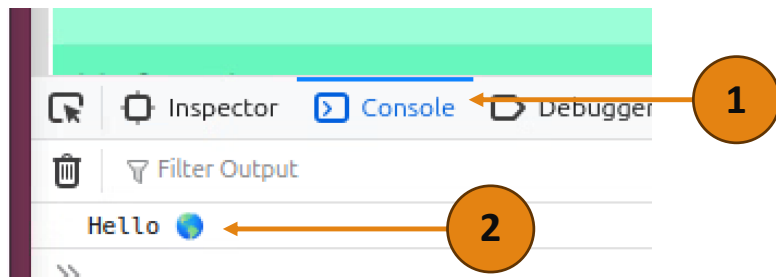 Inspector Console Debugger
1
Filter Output
Hello 🌎
2